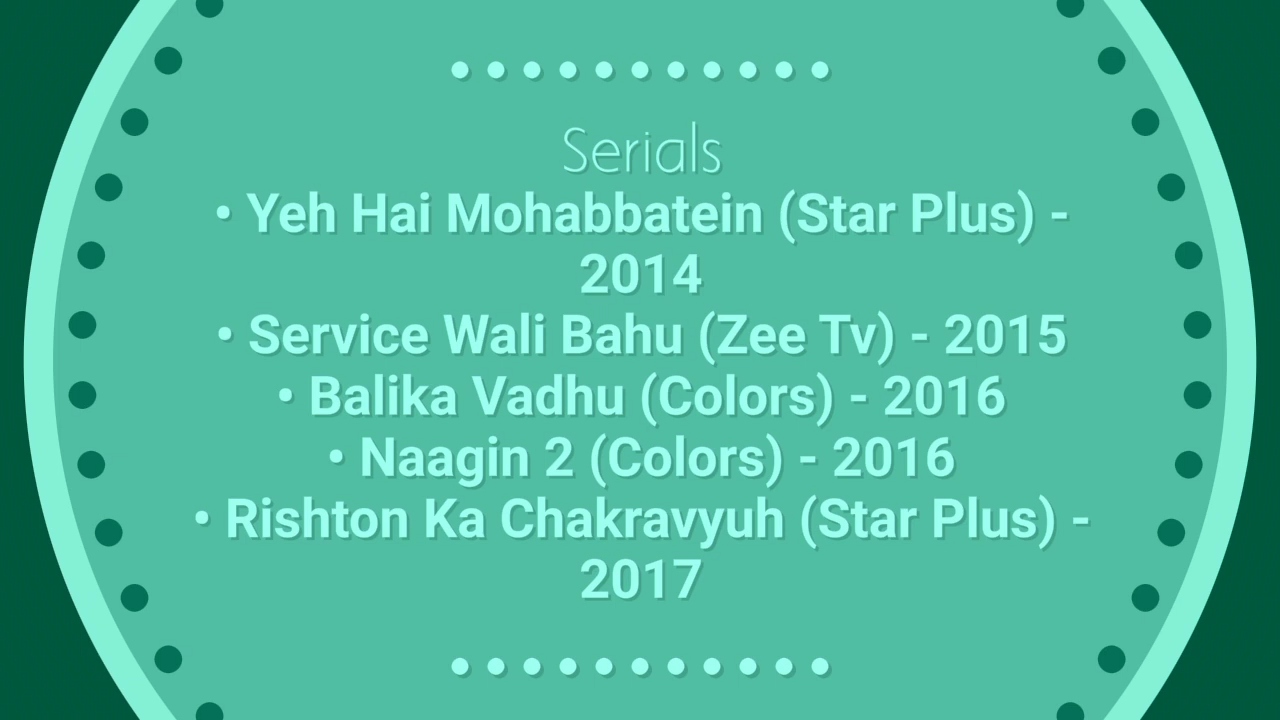 Serials
• Yeh Hai Mohabbatein (Star Plus) -
2014
• Service Wali Bahu (Zee Tv) - 2015
• Balika Vadhu (Colors) - 2016
• Naagin 2 (Colors) - 2016
• Rishton Ka Chakravyuh (Star Plus) -
2017